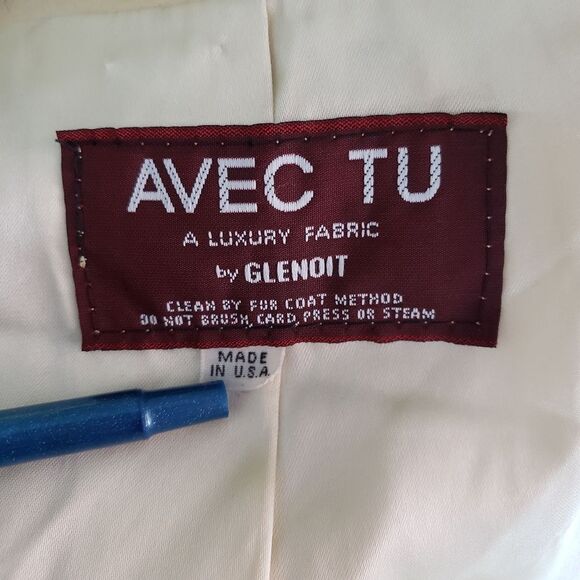 AVEC TU
A LUXURY FABRIC
by GLENOIT
CLEAN BY FUR COAT METHOD
DO NOT BRUSH, CARD, PRESS OR STEAM
MADE
IN U.S.A.